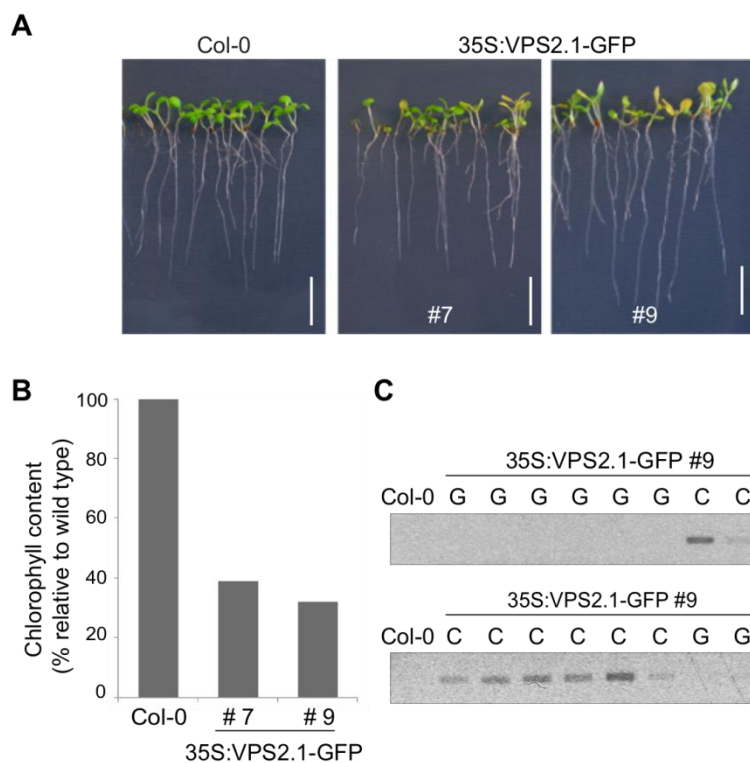 A
Col-0 35S:VPS2.1-GFP
#7 #9
B
Chlorophyll content
(% relative to wild type)
100
80
60
40
20
0
Col-0 # 7 # 9
35S:VPS2.1-GFP
C
35S:VPS2.1-GFP #9
Col-0 G G G G G G C C
35S:VPS2.1-GFP #9
Col-0 C C C C C C G G